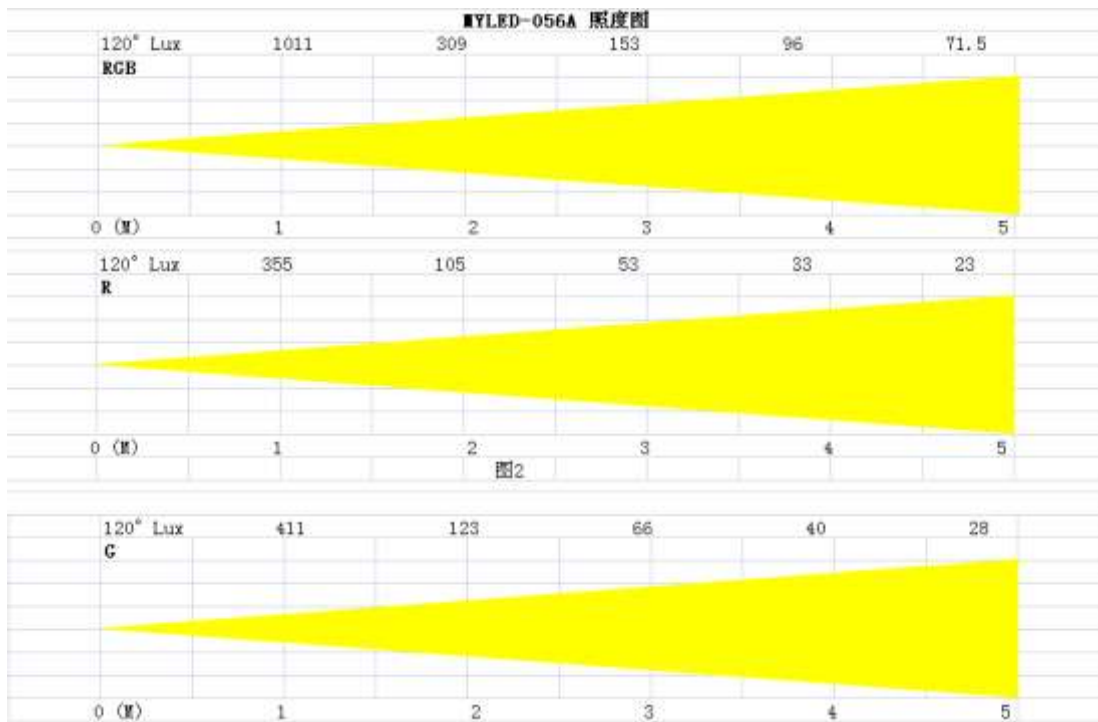 MYLED-056A 照度图
120° Lux 1011 309 153 96 71.5
RGB
0 (M) 1 2 3 4 5
120° Lux 355 105 53 33 23
R
0 (M) 1 2 3 4 5
图2
120° Lux 411 123 66 40 28
G
0 (M) 1 2 3 4 5